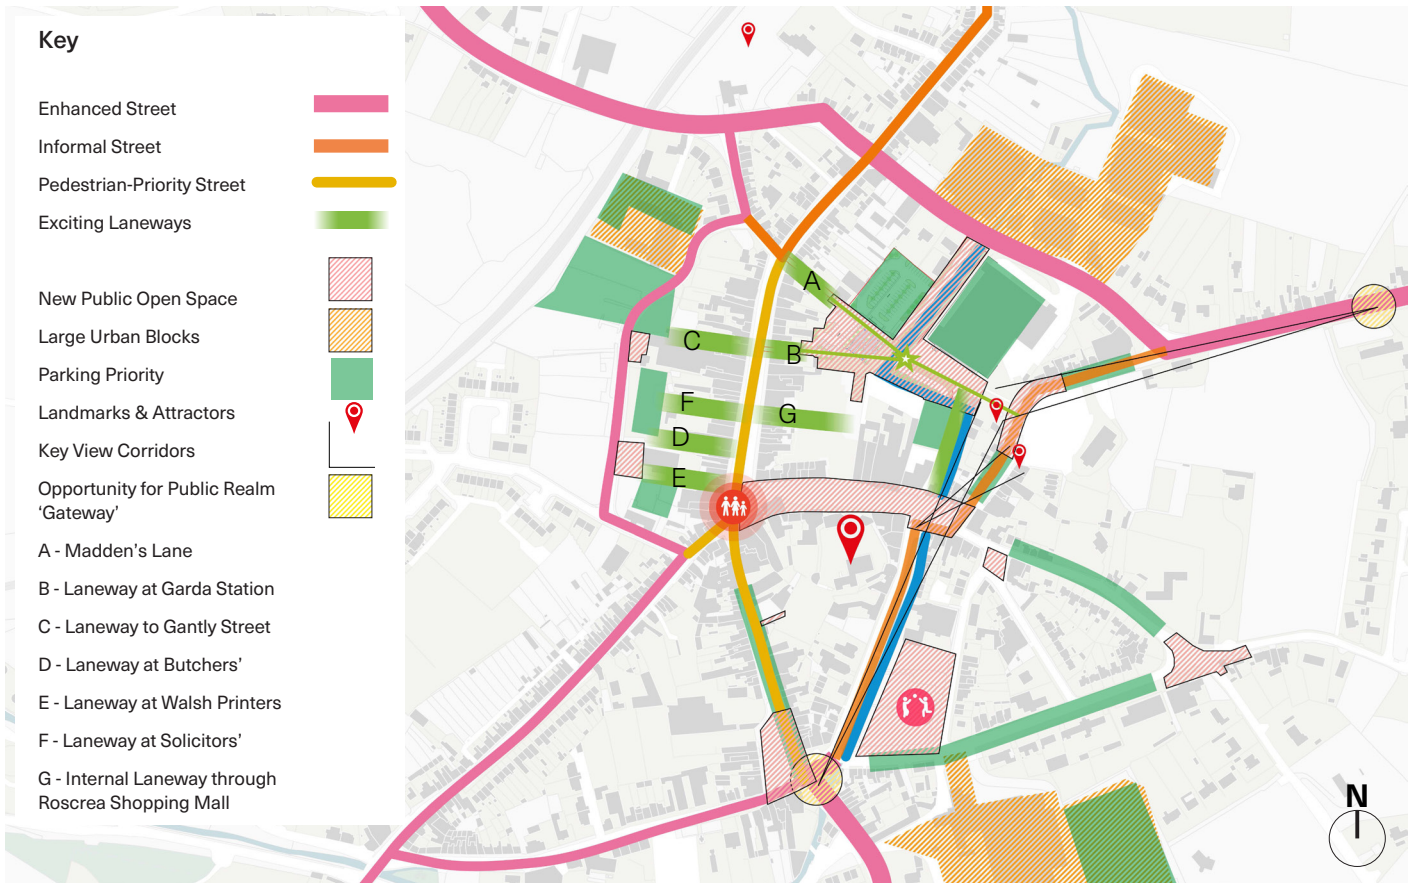 Key
Enhanced Street
Informal Street
Pedestrian-Priority Street
Exciting Laneways
New Public Open Space
Large Urban Blocks
Parking Priority
Landmarks & Attractors
Key View Corridors
Opportunity for Public Realm
‘Gateway’
A - Madden’s Lane
B - Laneway at Garda Station
C - Laneway to Gantly Street
D - Laneway at Butchers’
E - Laneway at Walsh Printers
F - Laneway at Solicitors’
G - Internal Laneway through
Roscrea Shopping Mall
A
C
B
F
G
D
E
N